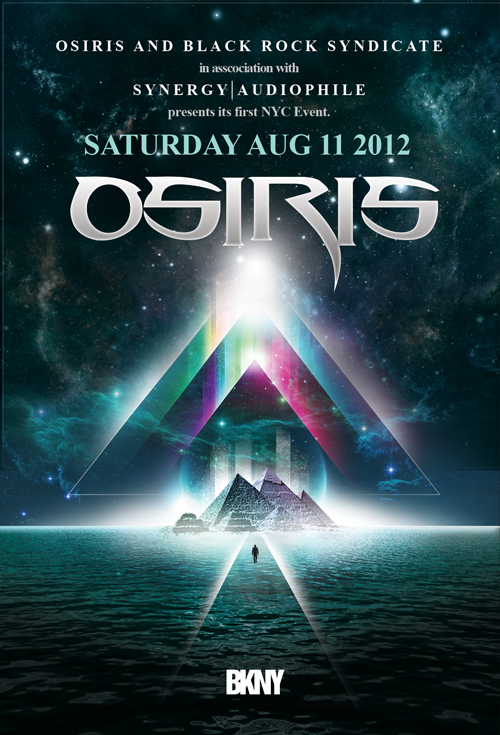 OSIRIS AND BLACK ROCK SYNDICATE
in asscociation with
SYNERGY|AUDIOPHILE
presents its first NYC Event.
SATURDAY AUG 11 2012
OSIRIS
BKNY